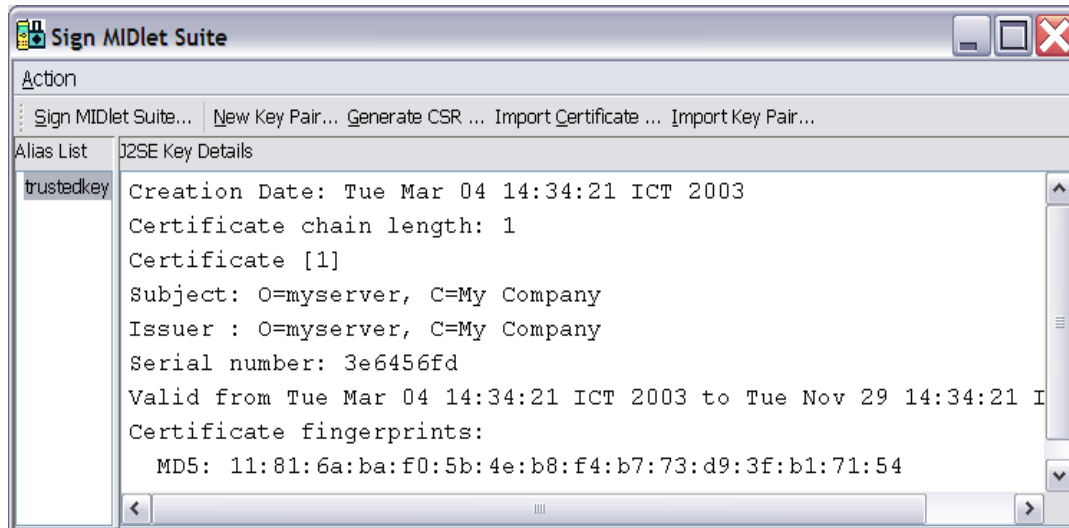 Sign MIDlet Suite
Action
Sign MIDlet Suite... New Key Pair... Generate CSR ... Import Certificate ... Import Key Pair...
Alias List J2SE Key Details
trustedkey
Creation Date: Tue Mar 04 14:34:21 ICT 2003
Certificate chain length: 1
Certificate [1]
Subject: O=myserver, C=My Company
Issuer : O=myserver, C=My Company
Serial number: 3e6456fd
Valid from Tue Mar 04 14:34:21 ICT 2003 to Tue Nov 29 14:34:21 I
Certificate fingerprints:
MD5: 11:81:6a:ba:f0:5b:4e:b8:f4:b7:73:d9:3f:b1:71:54